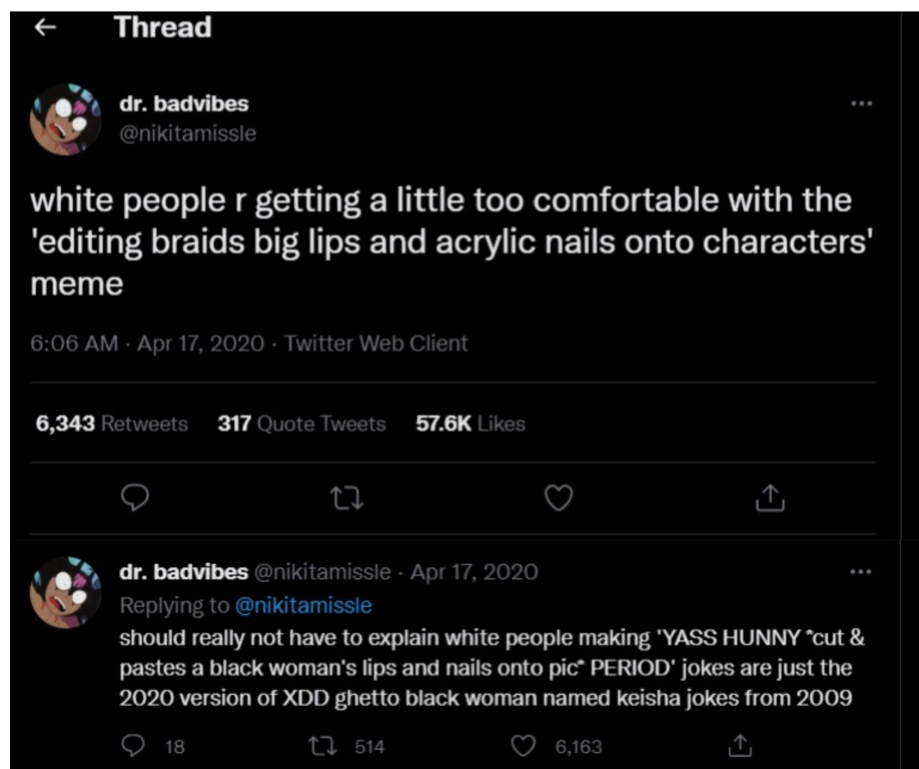 Thread
dr. badvibes
@nikitamissle
white people r getting a little too comfortable with the
'editing braids big lips and acrylic nails onto characters'
meme
6:06 AM · Apr 17, 2020 · Twitter Web Client
6,343 Retweets 317 Quote Tweets 57.6K Likes
dr. badvibes @nikitamissle · Apr 17, 2020
Replying to @nikitamissle
should really not have to explain white people making 'YASS HUNNY *cut &
pastes a black woman's lips and nails onto pic* PERIOD' jokes are just the
2020 version of XDD ghetto black woman named keisha jokes from 2009
18 514 6,163